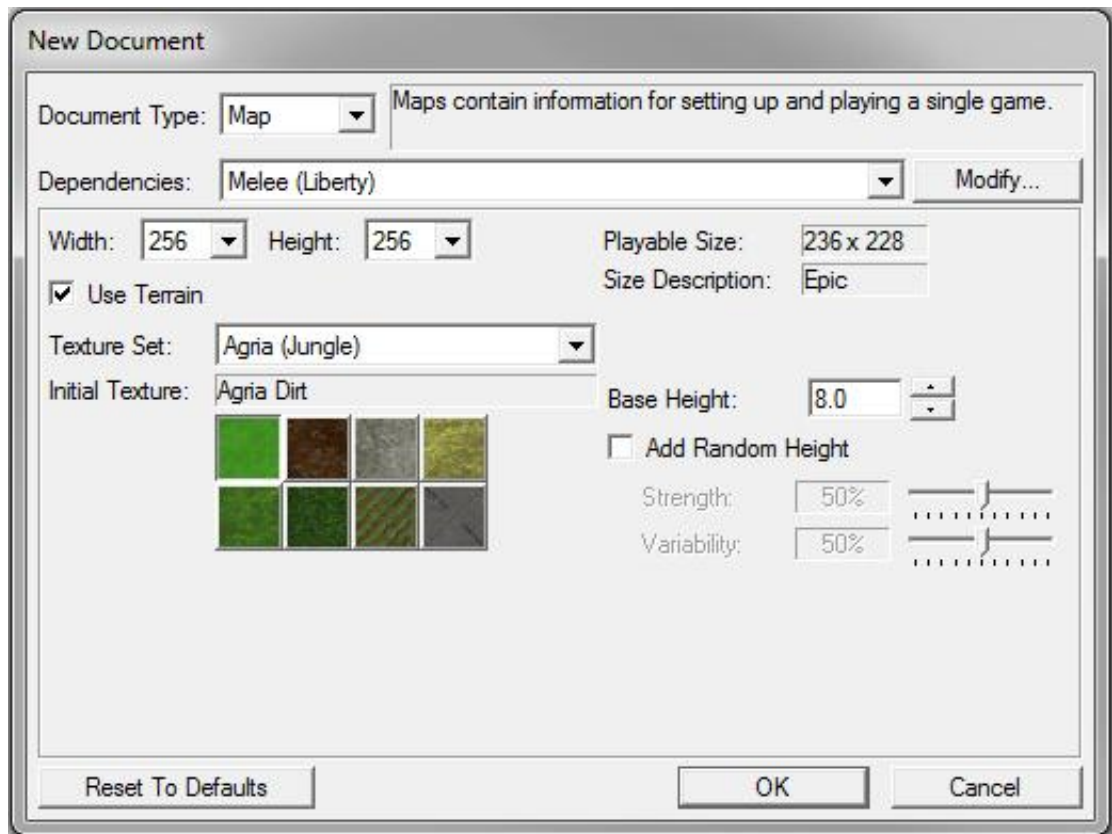 New Document
Document Type: Map Maps contain information for setting up and playing a single game.
Dependencies: Melee (Liberty) Modify...
Width: 256 Height: 256 Playable Size: 236 x 228
Size Description: Epic
Use Terrain
Texture Set: Agria (Jungle)
Initial Texture: Agria Dirt
Base Height: 8.0
Add Random Height
Strength: 50%
Variability: 50%
Reset To Defaults OK Cancel